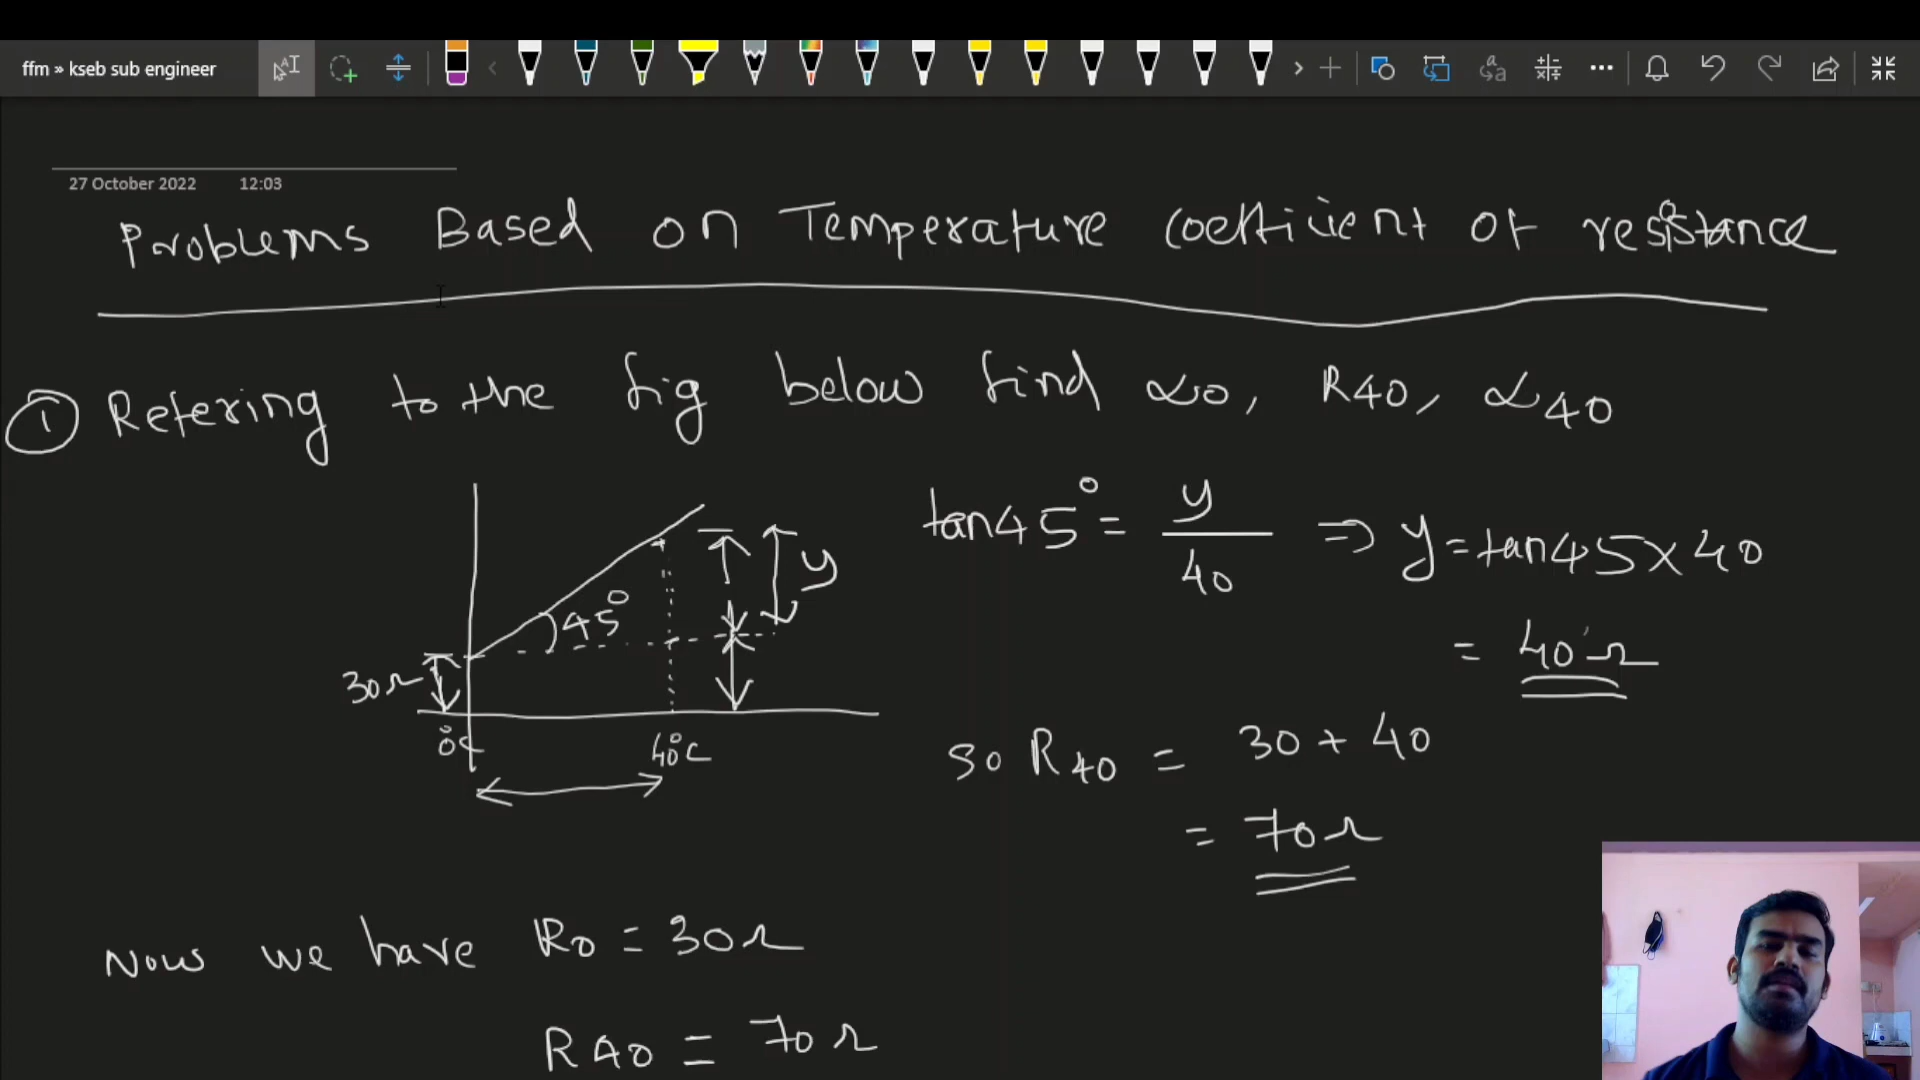 ffm » kseb sub engineer
27 October 2022 12:03
Problems Based on Temperature coefficient of resistance
① Refering to the fig below find α0, R40, α40
tan45° = y/40 ⇒ y = tan45 × 40
= 40 Ω
45°
y
30Ω
0°C
40°C
so R40 = 30 + 40
= 70Ω
Now we have R0 = 30Ω
R40 = 70Ω